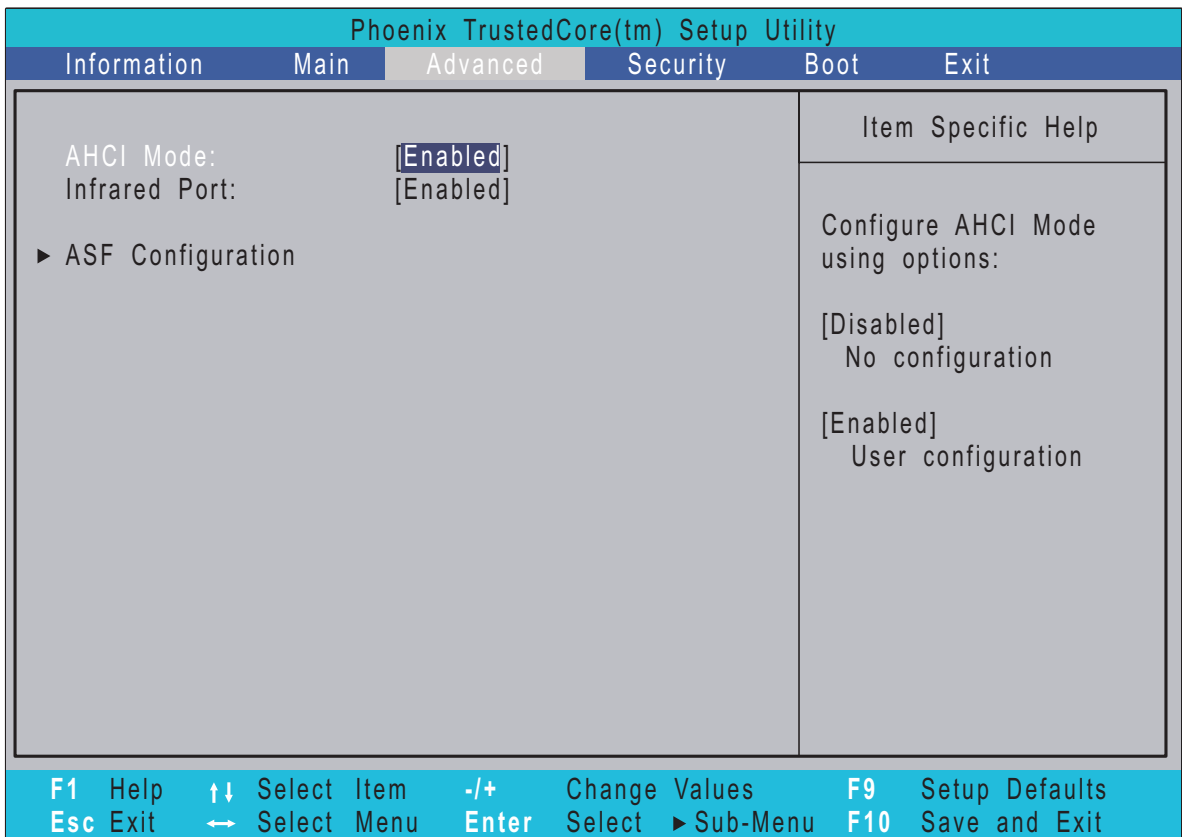 Phoenix TrustedCore(tm) Setup Utility
Information Main Advanced Security Boot Exit
AHCI Mode: [Enabled]
Infrared Port: [Enabled]
► ASF Configuration
Item Specific Help
Configure AHCI Mode
using options:
[Disabled]
No configuration
[Enabled]
User configuration
F1 Help ↑↓ Select Item -/+ Change Values F9 Setup Defaults
Esc Exit ↔ Select Menu Enter Select ► Sub-Menu F10 Save and Exit